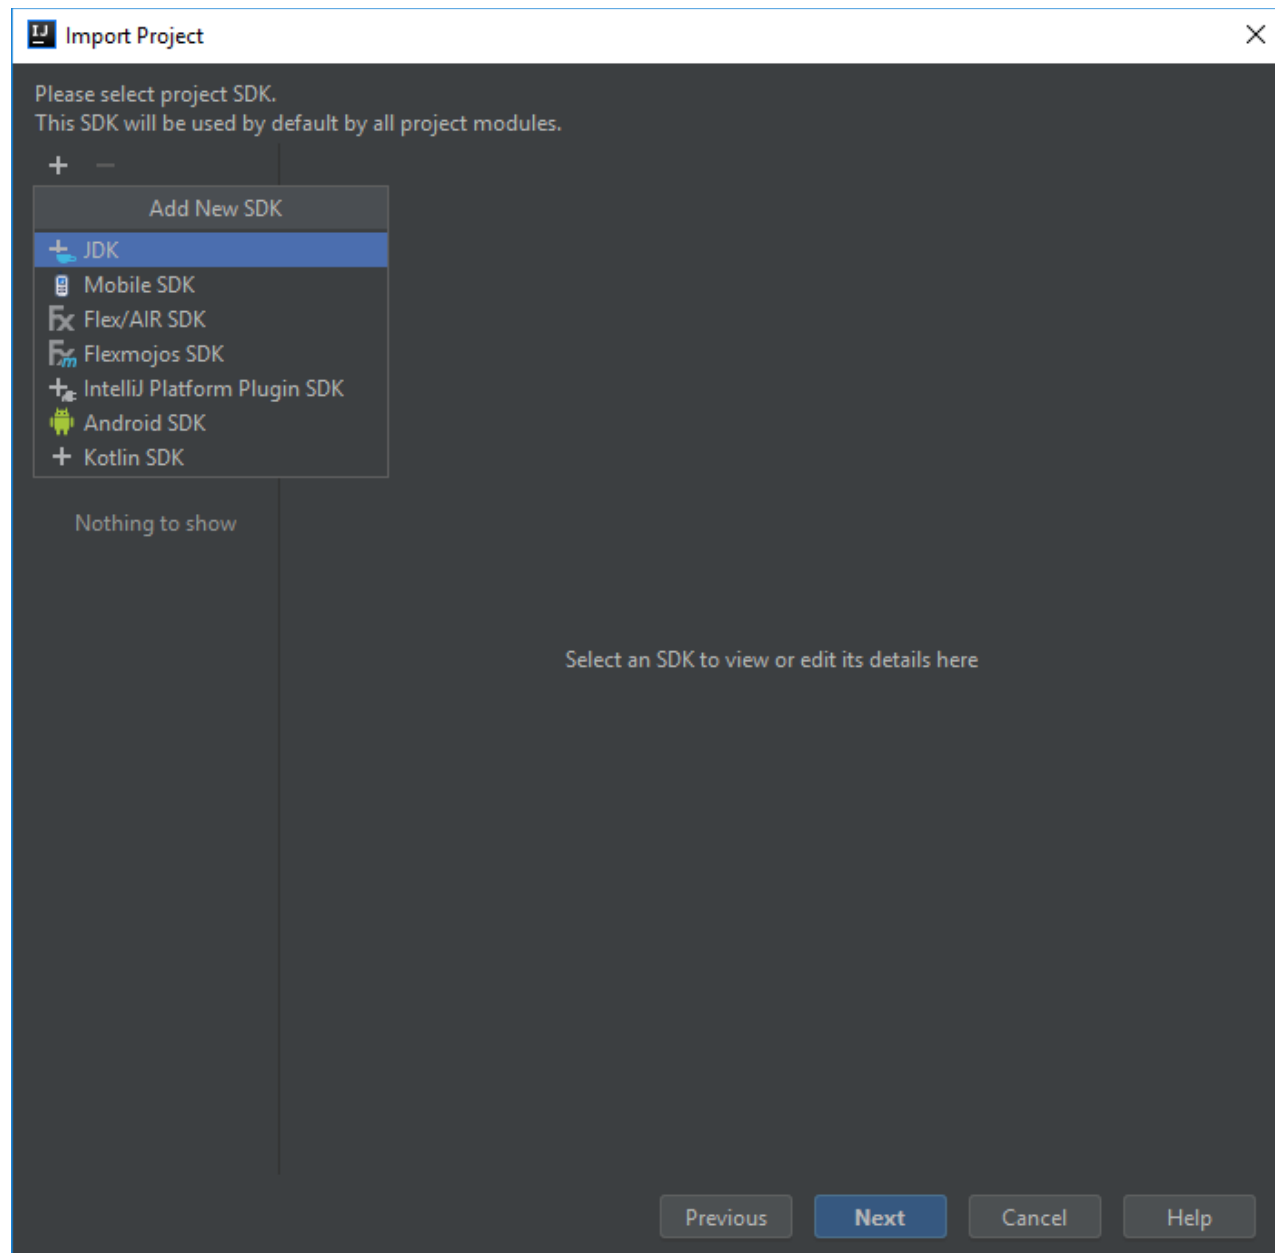 IJ Import Project
Please select project SDK.
This SDK will be used by default by all project modules.
Add New SDK
JDK
Mobile SDK
Flex/AIR SDK
Flexmojos SDK
IntelliJ Platform Plugin SDK
Android SDK
Kotlin SDK
Nothing to show
Select an SDK to view or edit its details here
Previous Next Cancel Help